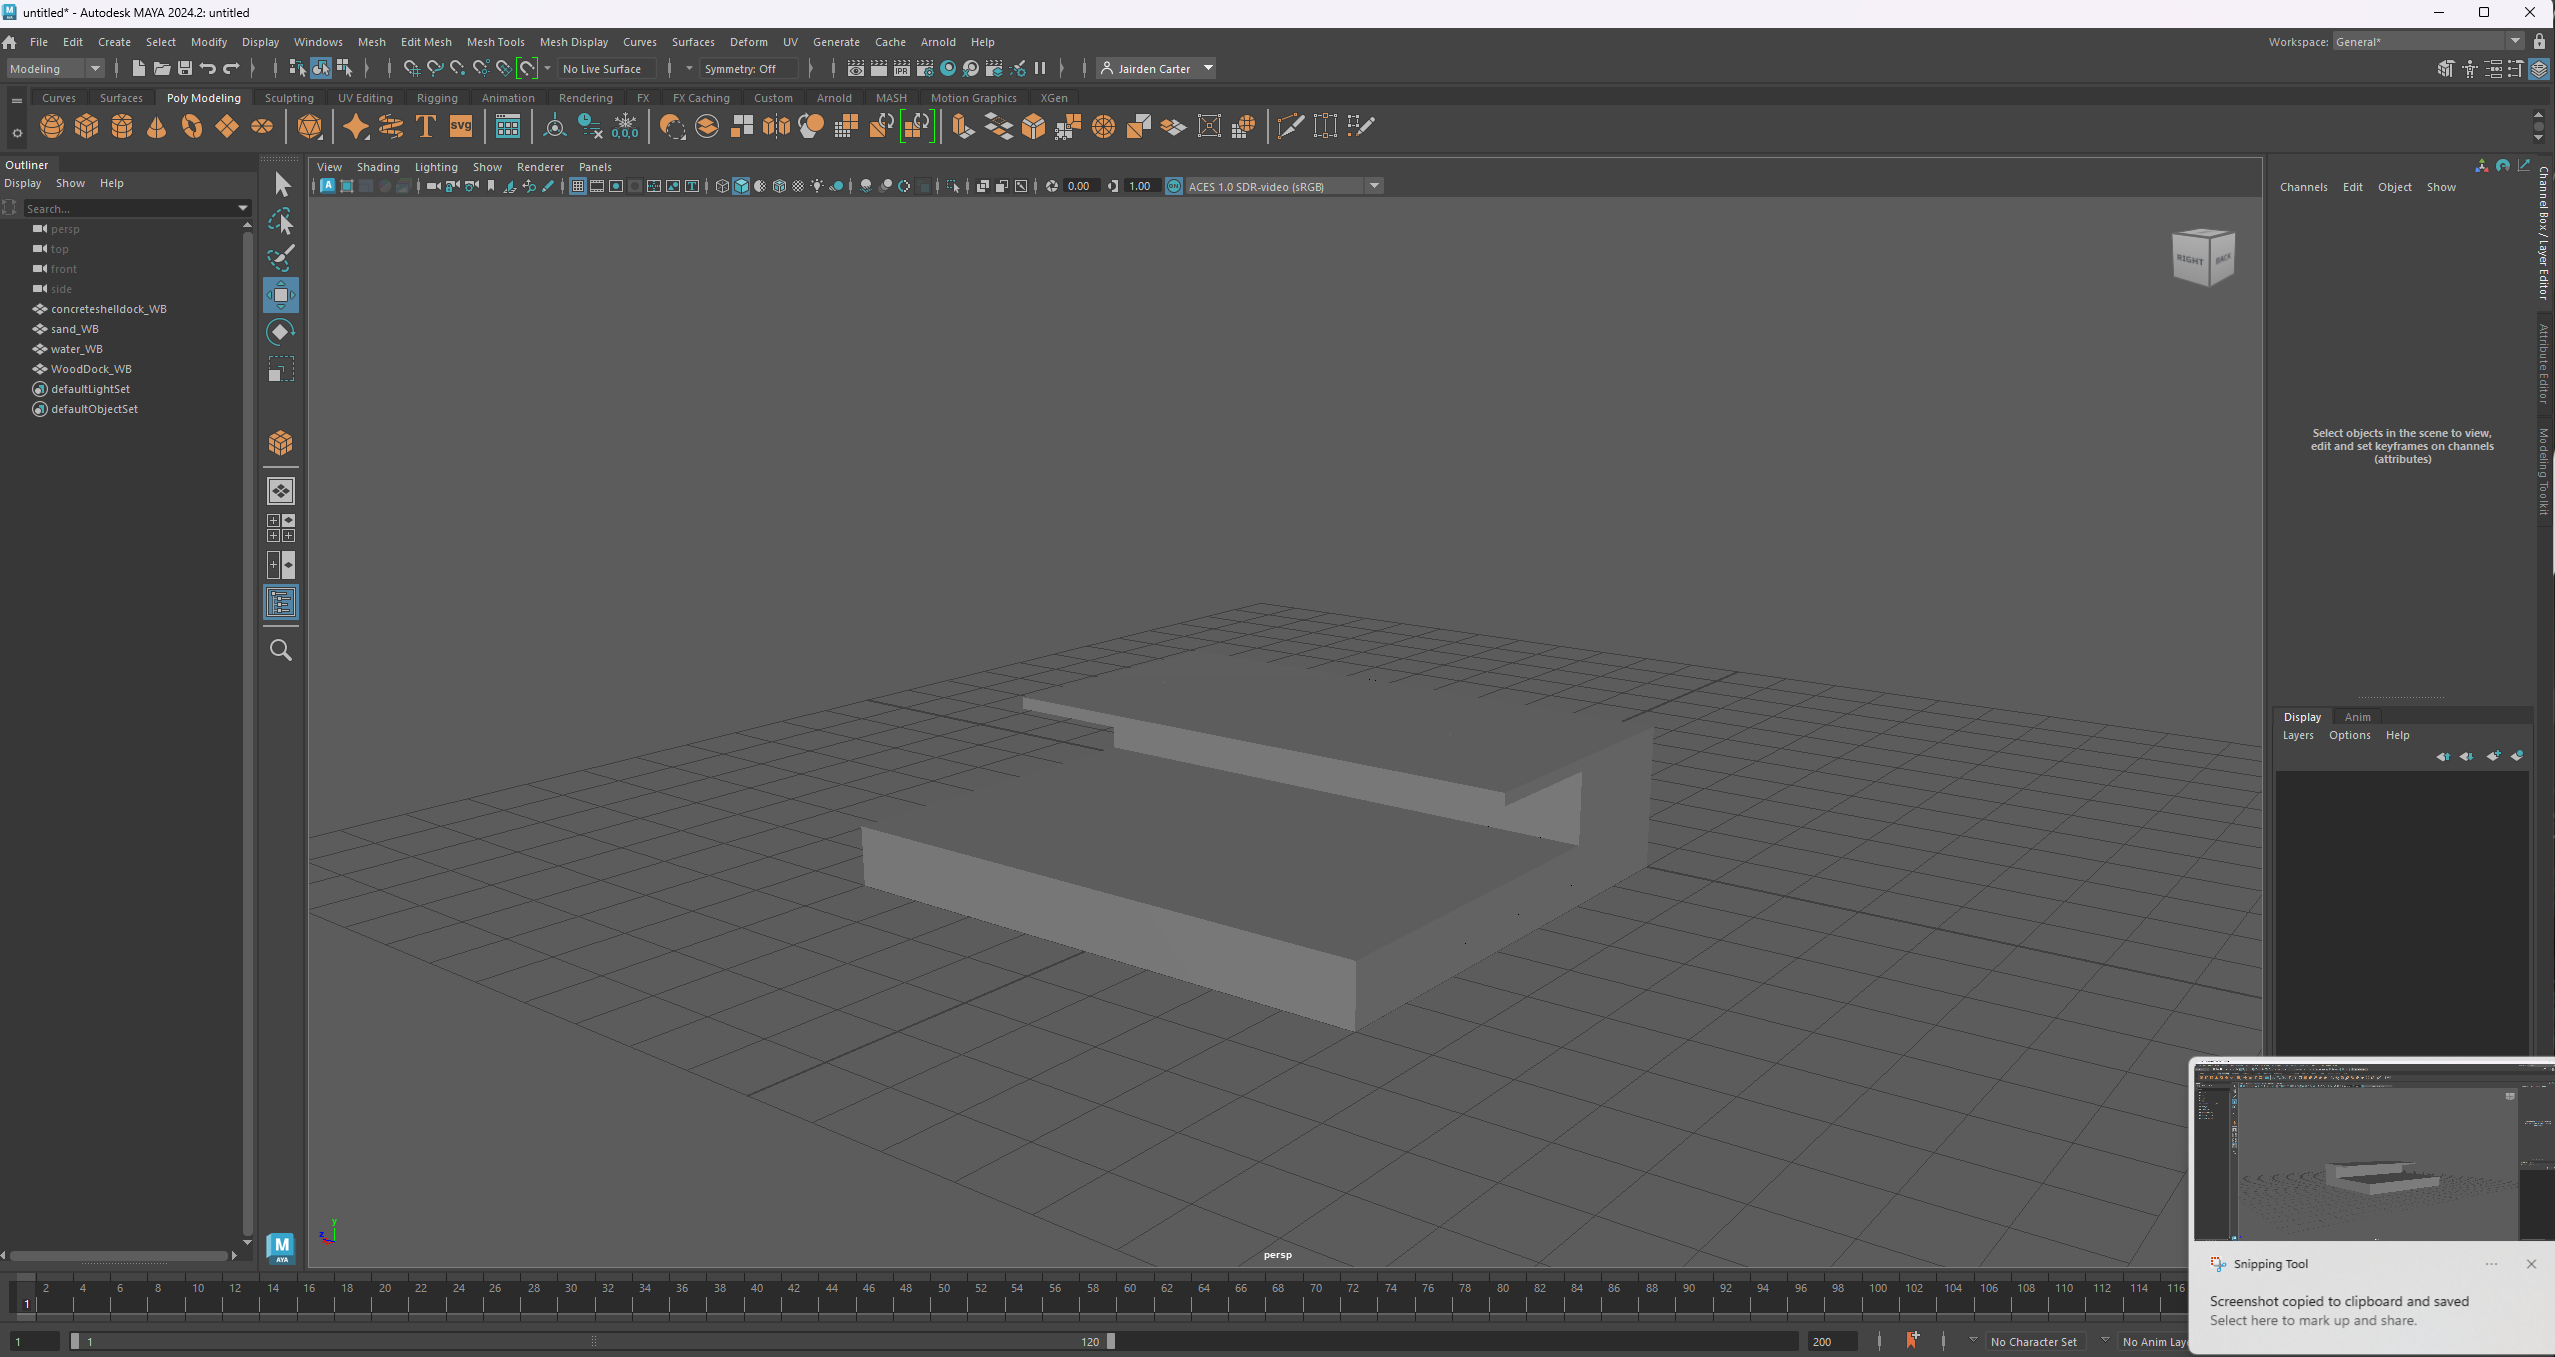 untitled* - Autodesk MAYA 2024.2: untitled
File Edit Create Select Modify Display Windows Mesh Edit Mesh Mesh Tools Mesh Display Curves Surfaces Deform UV Generate Cache Arnold Help
Workspace: General*
Modeling
No Live Surface
Symmetry: Off
IPR
Jairden Carter
Curves Surfaces Poly Modeling Sculpting UV Editing Rigging Animation Rendering FX FX Caching Custom Arnold MASH Motion Graphics XGen
T
SVG
0,0,0
Outliner
Display Show Help
Search...
persp
top
front
side
concreteshelldock_WB
sand_WB
water_WB
WoodDock_WB
defaultLightSet
defaultObjectSet
View Shading Lighting Show Renderer Panels
0.00
1.00
ON
ACES 1.0 SDR-video (sRGB)
RIGHT
BACK
y
z
persp
M
AYA
Channels Edit Object Show
Channel Box / Layer Editor
Attribute Editor
Modeling Toolkit
Select objects in the scene to view,
edit and set keyframes on channels
(attributes)
Display Anim
Layers Options Help
2 4 6 8 10 12 14 16 18 20 22 24 26 28 30 32 34 36 38 40 42 44 46 48 50 52 54 56 58 60 62 64 66 68 70 72 74 76 78 80 82 84 86 88 90 92 94 96 98 100 102 104 106 108 110 112 114 116
1
1
1
120
200
No Character Set
No Anim Lay
Snipping Tool
Screenshot copied to clipboard and saved
Select here to mark up and share.